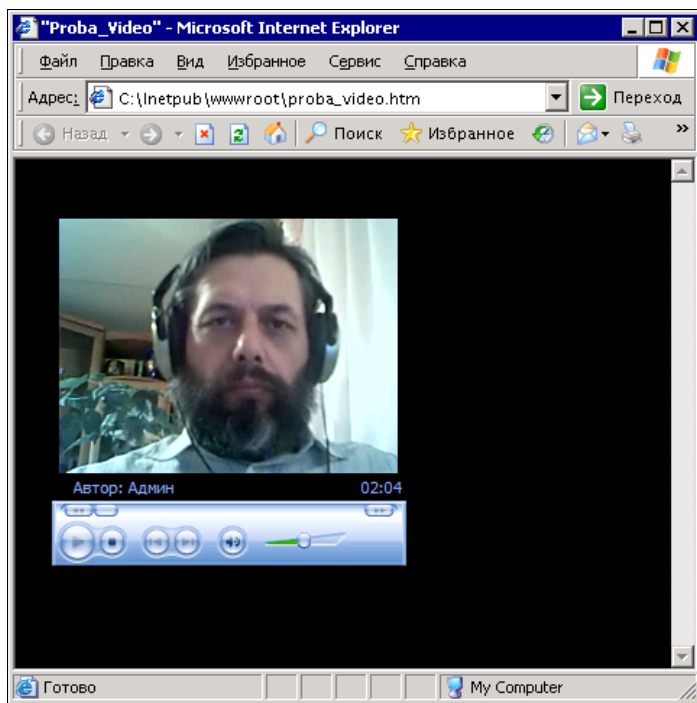 "Proba_Video" - Microsoft Internet Explorer
Файл Правка Вид Избранное Сервис Справка
Адрес: C:\Inetpub\wwwroot\proba_video.htm Переход
Назад Поиск Избранное »
Автор: Админ 02:04
Готово My Computer